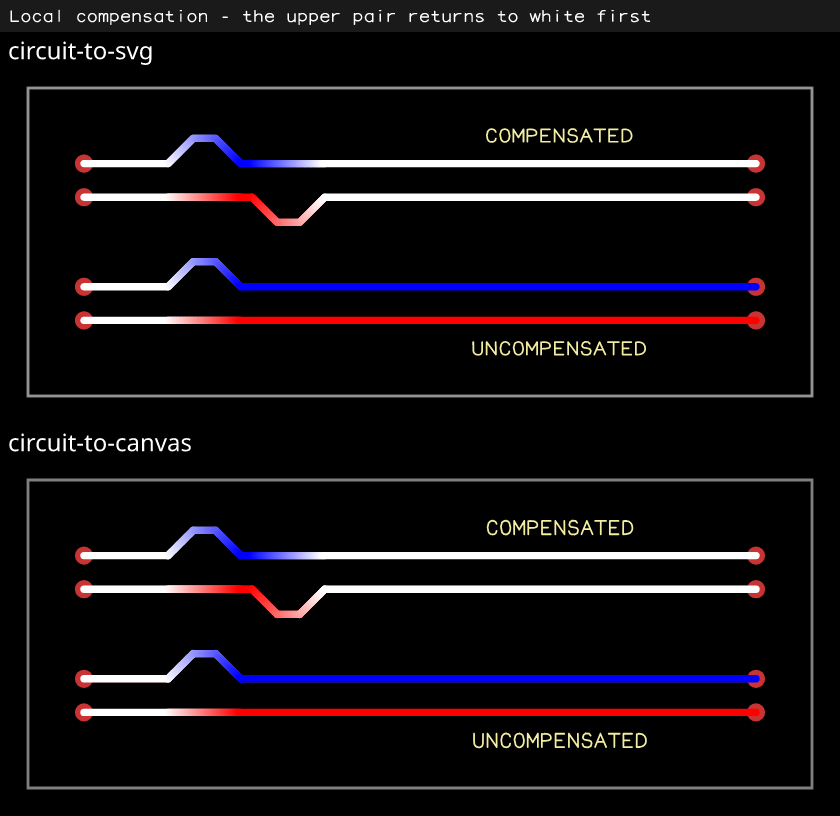 Local compensation - the upper pair returns to white first
circuit-to-svg
COMPENSATED
UNCOMPENSATED
circuit-to-canvas
COMPENSATED
UNCOMPENSATED